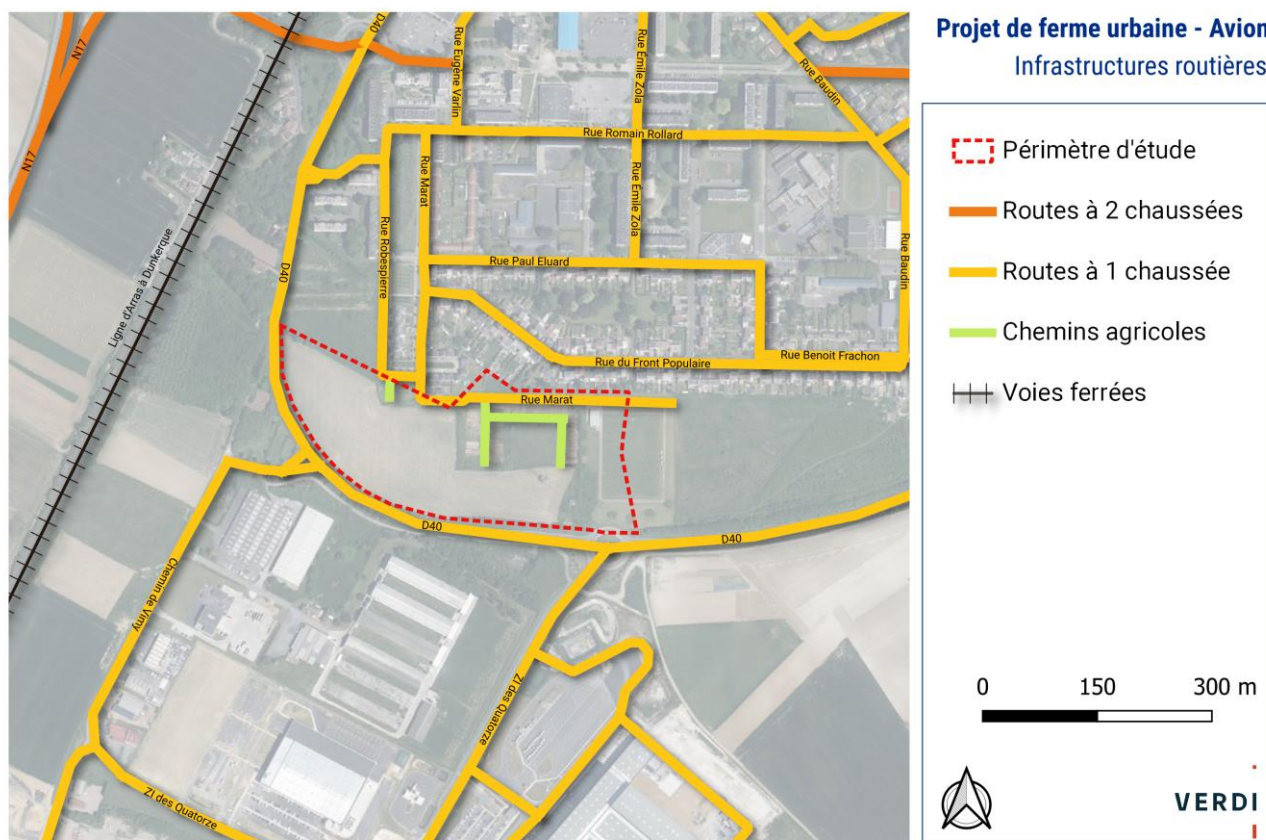 Projet de ferme urbaine - Avion
Infrastructures routières
Périmètre d'étude
Routes à 2 chaussées
Routes à 1 chaussée
Chemins agricoles
Voies ferrées
0 150 300 m
VERDI
N17
N17
D40
Rue Eugène Varlin
Rue Émile Zola
Rue Baudin
Rue Romain Rollard
Rue Marat
Rue Émile Zola
Rue Robespierre
Rue Baudin
Ligne d'Arras à Dunkerque
D40
Rue Paul Eluard
Rue du Front Populaire
Rue Benoit Frachon
Rue Marat
D40
D40
Chemin de Vimy
ZI des Quatorze
ZI des Quatorze